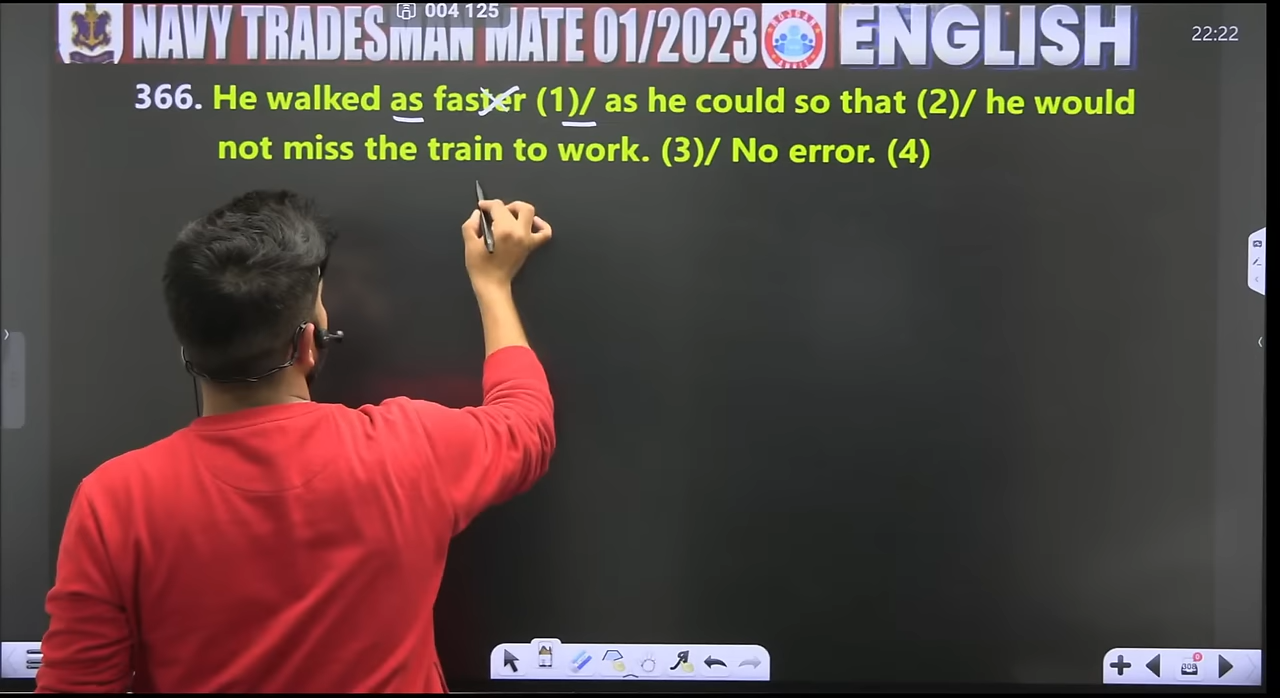 004 125
NAVY TRADESMAN MATE 01/2023 ENGLISH
22:22
366. He walked as faster (1)/ as he could so that (2)/ he would
not miss the train to work. (3)/ No error. (4)